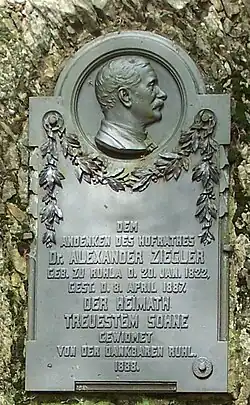 DEM
ANDENKEN DES HOFRATHES
Dr. ALEXANDER ZIEGLER
GEB. ZU RUHLA D. 20. JAN. 1822,
GEST. D. 8. APRIL 1887,
DER HEIMATH
TREUESTEM SOHNE
GEWIDMET
VON DER DANKBAREN RUHL.
1888.